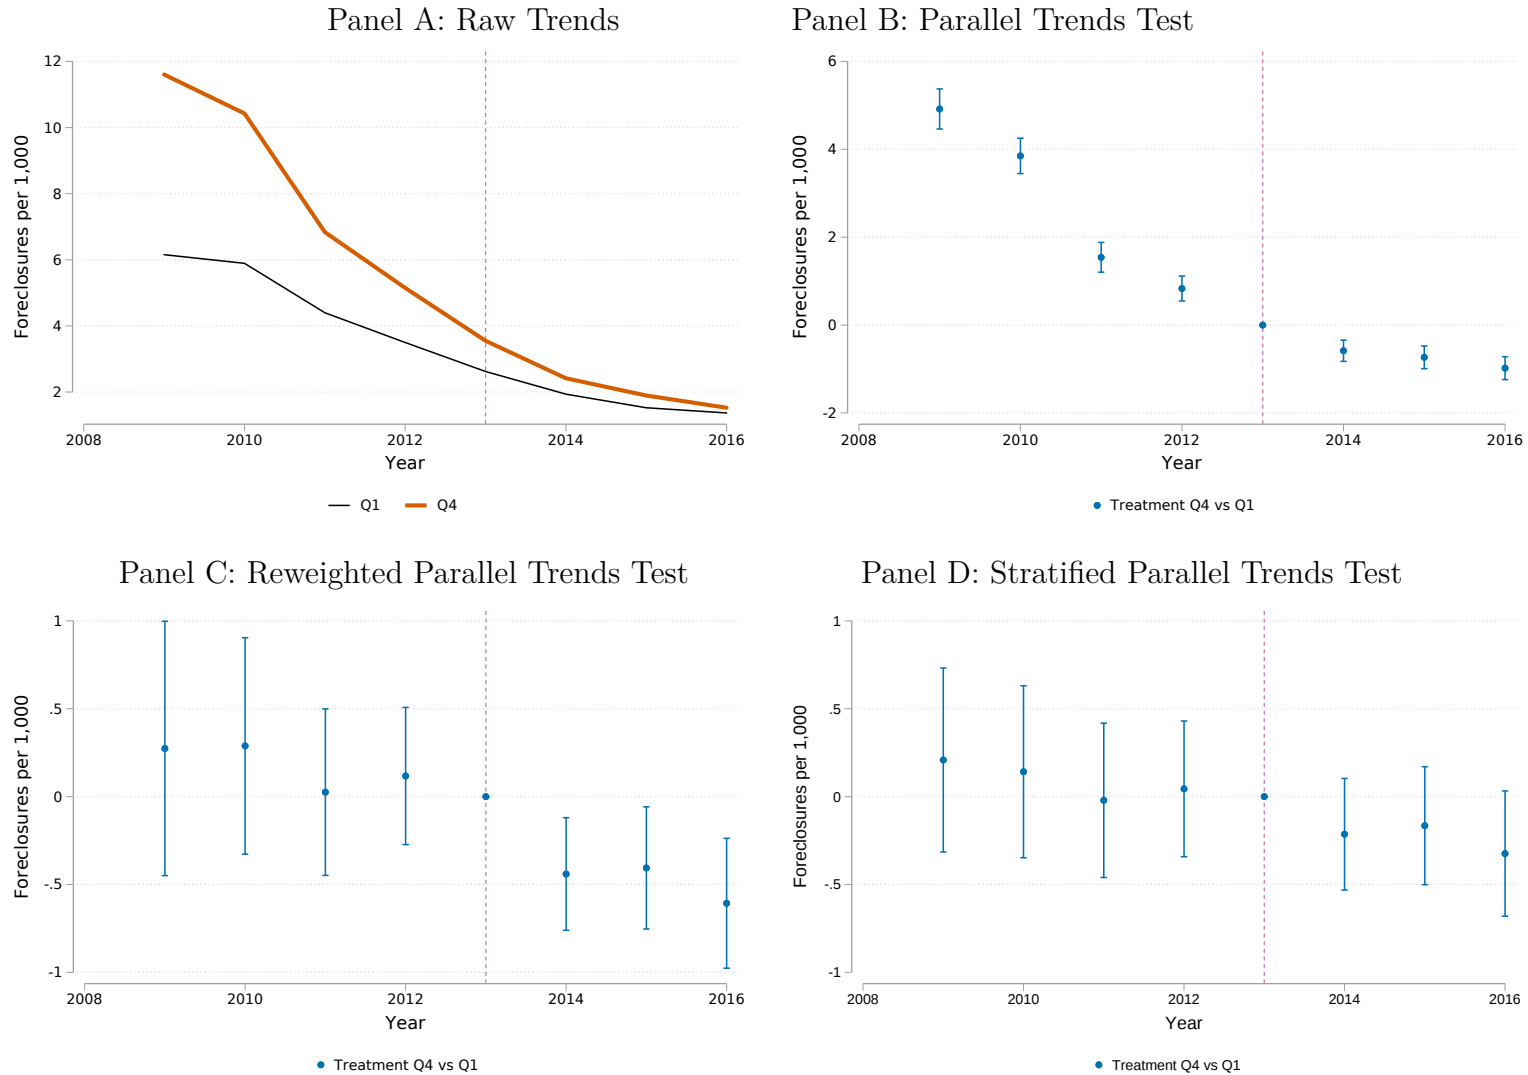 Panel A: Raw Trends
12
10
8
6
4
2
Foreclosures per 1,000
2008
2010
2012
2014
2016
Year
Q1
Q4
Panel B: Parallel Trends Test
6
4
2
0
-2
Foreclosures per 1,000
2008
2010
2012
2014
2016
Year
Treatment Q4 vs Q1
Panel C: Reweighted Parallel Trends Test
1
.5
0
-.5
-1
Foreclosures per 1,000
2008
2010
2012
2014
2016
Year
Treatment Q4 vs Q1
Panel D: Stratified Parallel Trends Test
1
.5
0
-.5
-1
Foreclosures per 1,000
2008
2010
2012
2014
2016
Year
Treatment Q4 vs Q1